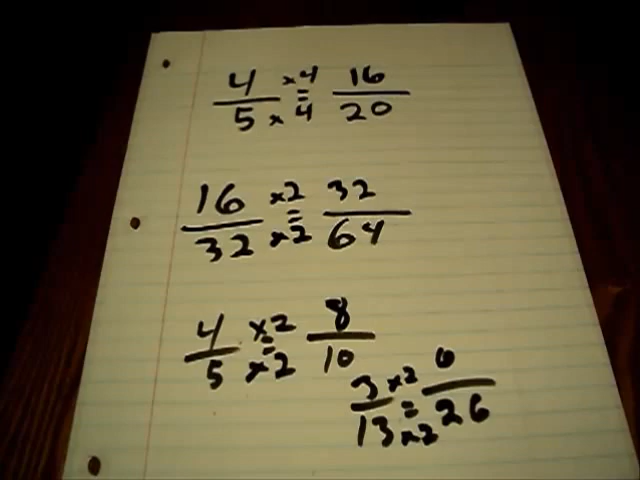 4/5 ×4/×4 = 16/20
16/32 ×2/×2 = 32/64
4/5 ×2/×2 = 8/10
3/13 ×2/×2 = 6/26